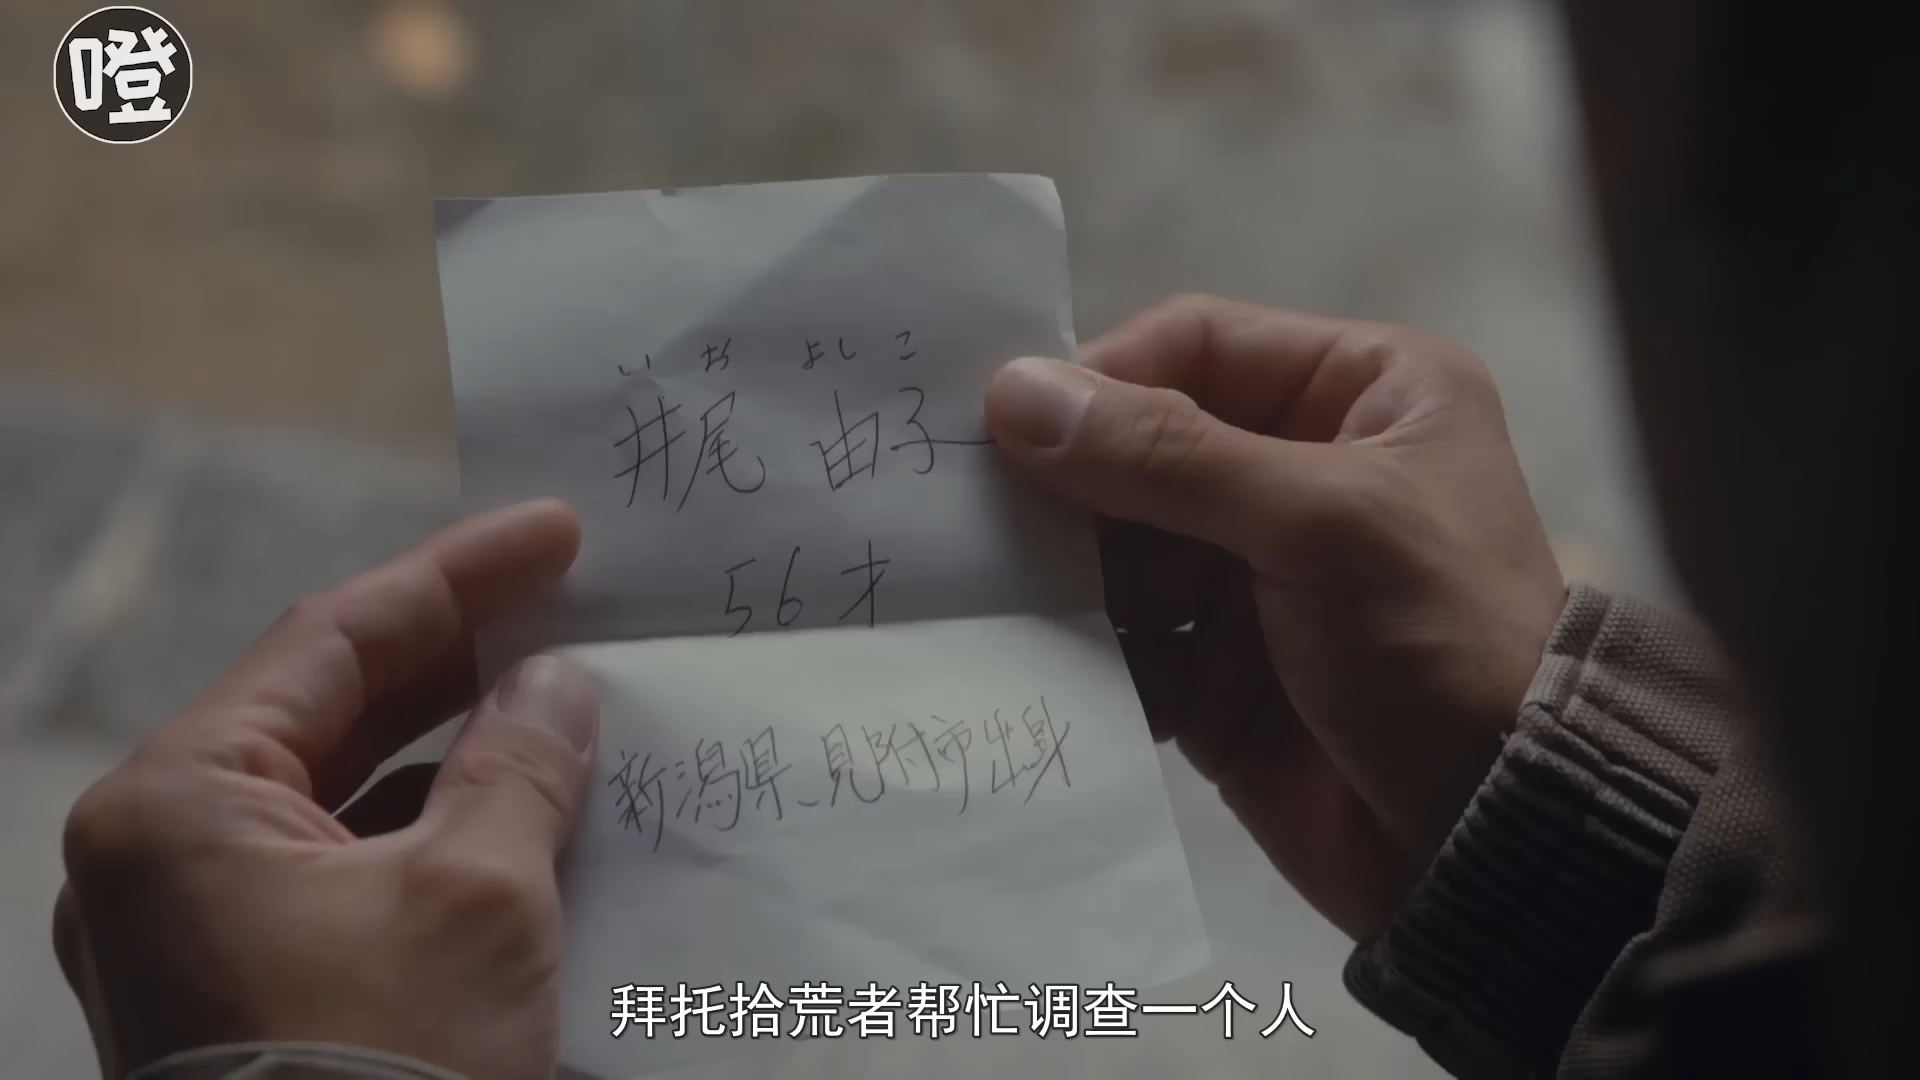 噔
い お よし こ
井尾 由子
56才
新潟県見附市出身
拜托拾荒者帮忙调查一个人